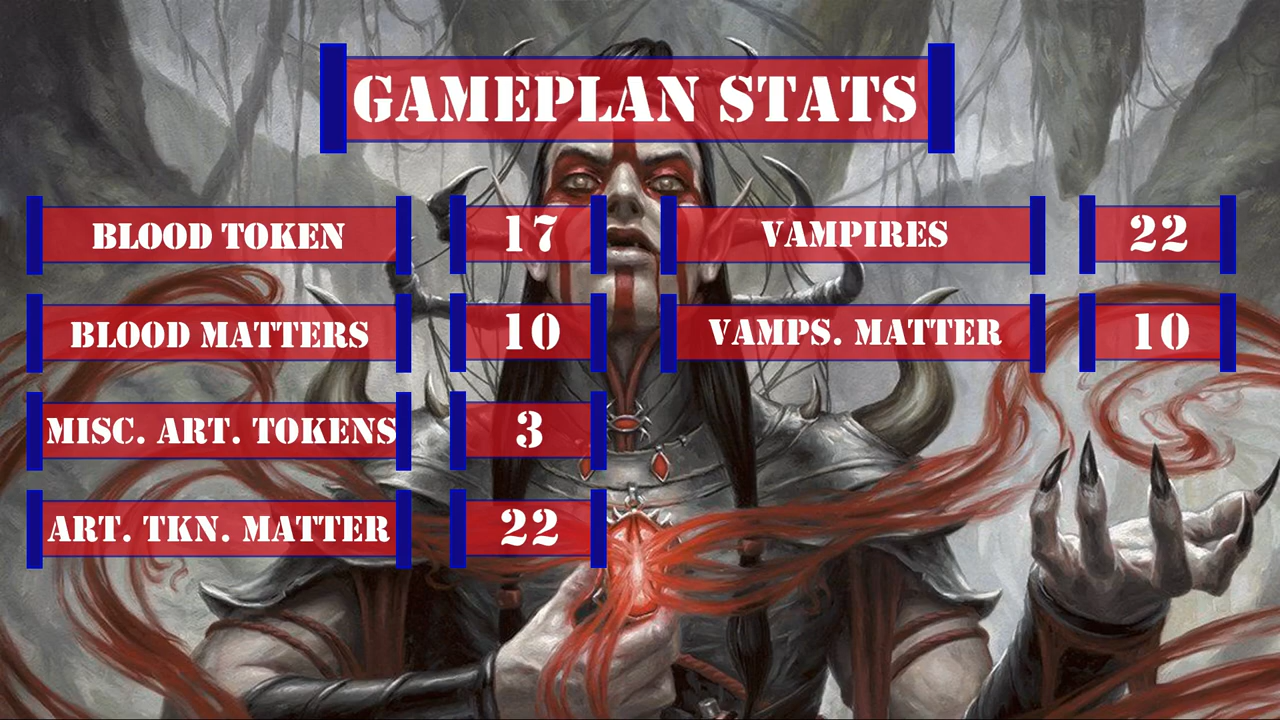 GAMEPLAN STATS
BLOOD TOKEN 17 VAMPIRES 22
BLOOD MATTERS 10 VAMPS. MATTER 10
MISC. ART. TOKENS 3
ART. TKN. MATTER 22